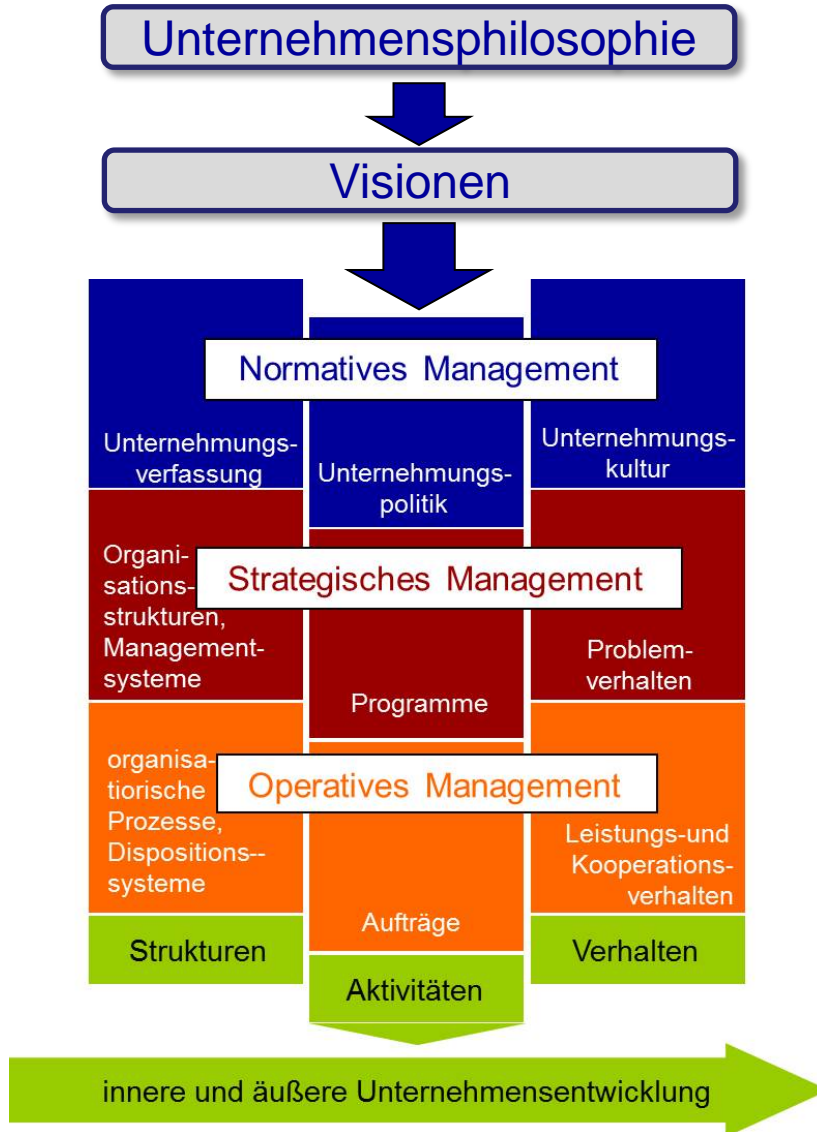 Unternehmensphilosophie
Visionen
Normatives Management
Unternehmungs-
verfassung
Unternehmungs-
politik
Unternehmungs-
kultur
Strategisches Management
Organi-
sations-
strukturen,
Management-
systeme
Programme
Problem-
verhalten
Operatives Management
organisa-
tiorische
Prozesse,
Dispositions--
systeme
Aufträge
Leistungs-und
Kooperations-
verhalten
Strukturen
Aktivitäten
Verhalten
innere und äußere Unternehmensentwicklung